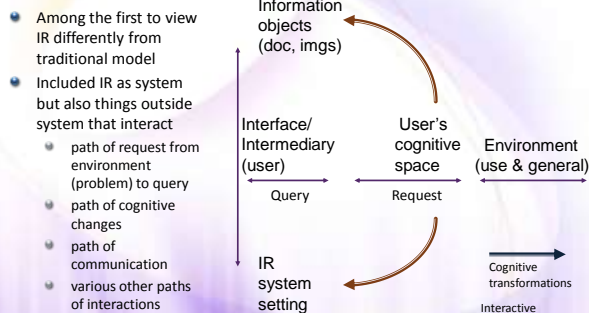 Among the first to view
IR differently from
traditional model
Included IR as system
but also things outside
system that interact
path of request from
environment
(problem) to query
path of cognitive
changes
path of
communication
various other paths
of interactions
Information
objects
(doc, imgs)
Interface/
Intermediary
(user)
Query
User's
cognitive
space
Request
Environment
(use & general)
IR
system
setting
Cognitive
transformations
Interactive